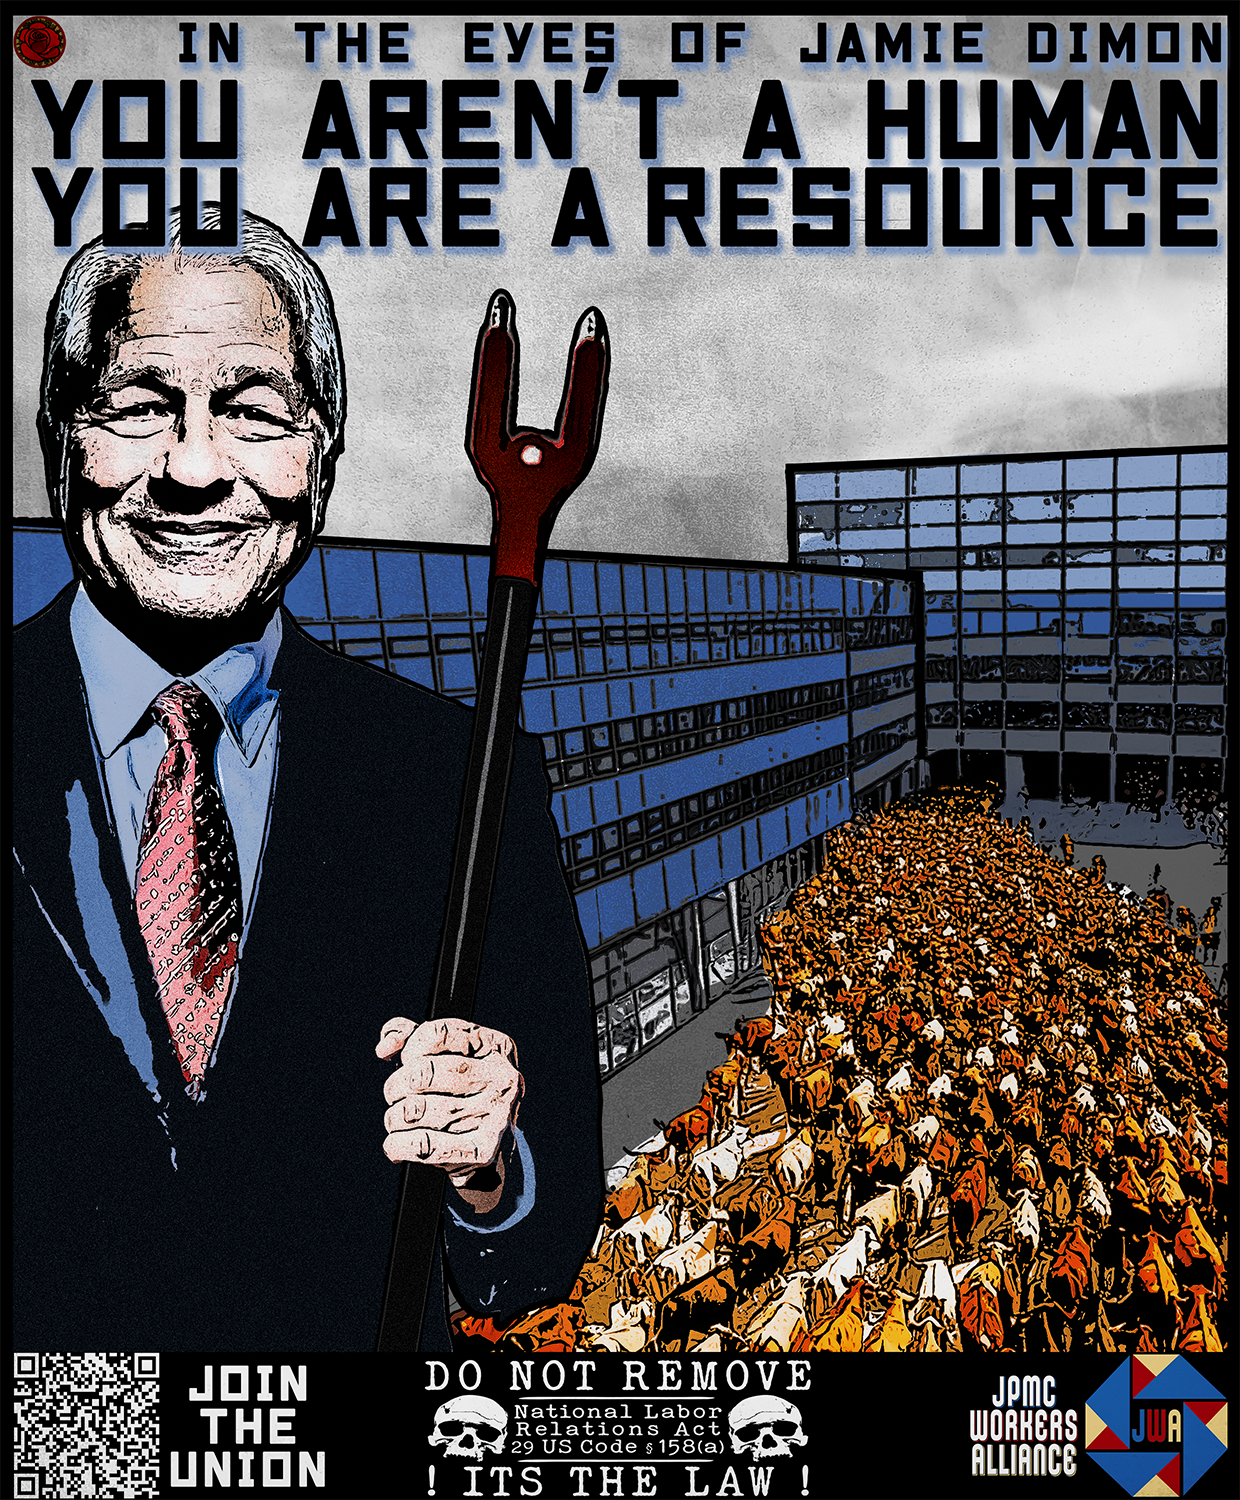 IN THE EYES OF JAMIE DIMON
YOU AREN'T A HUMAN
YOU ARE A RESOURCE
JOIN
THE
UNION
DO NOT REMOVE
National Labor
Relations Act
29 US Code § 158(a)
! ITS THE LAW !
JPMC
WORKERS
ALLIANCE
JWA